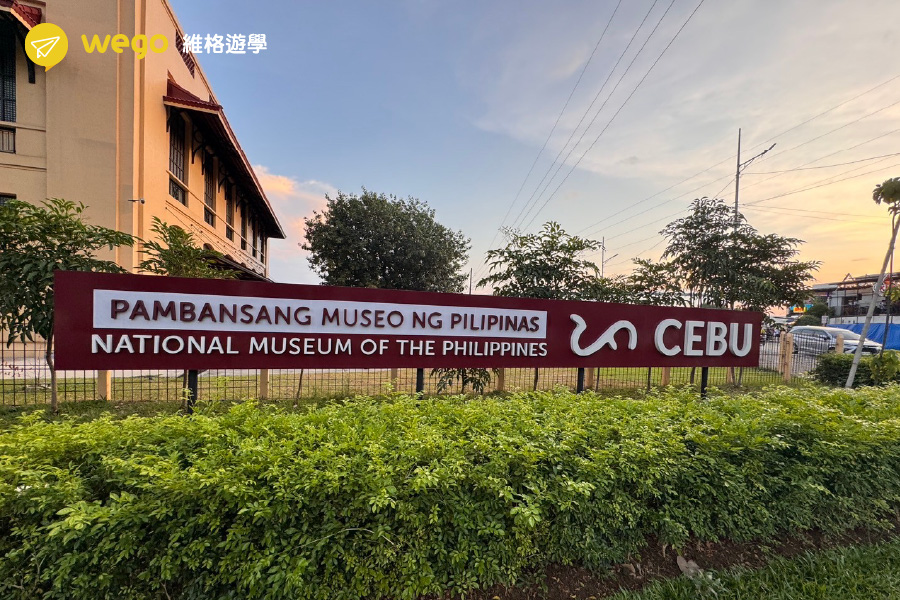 wego 維格遊學
PAMBANSANG MUSEO NG PILIPINAS
NATIONAL MUSEUM OF THE PHILIPPINES
CEBU